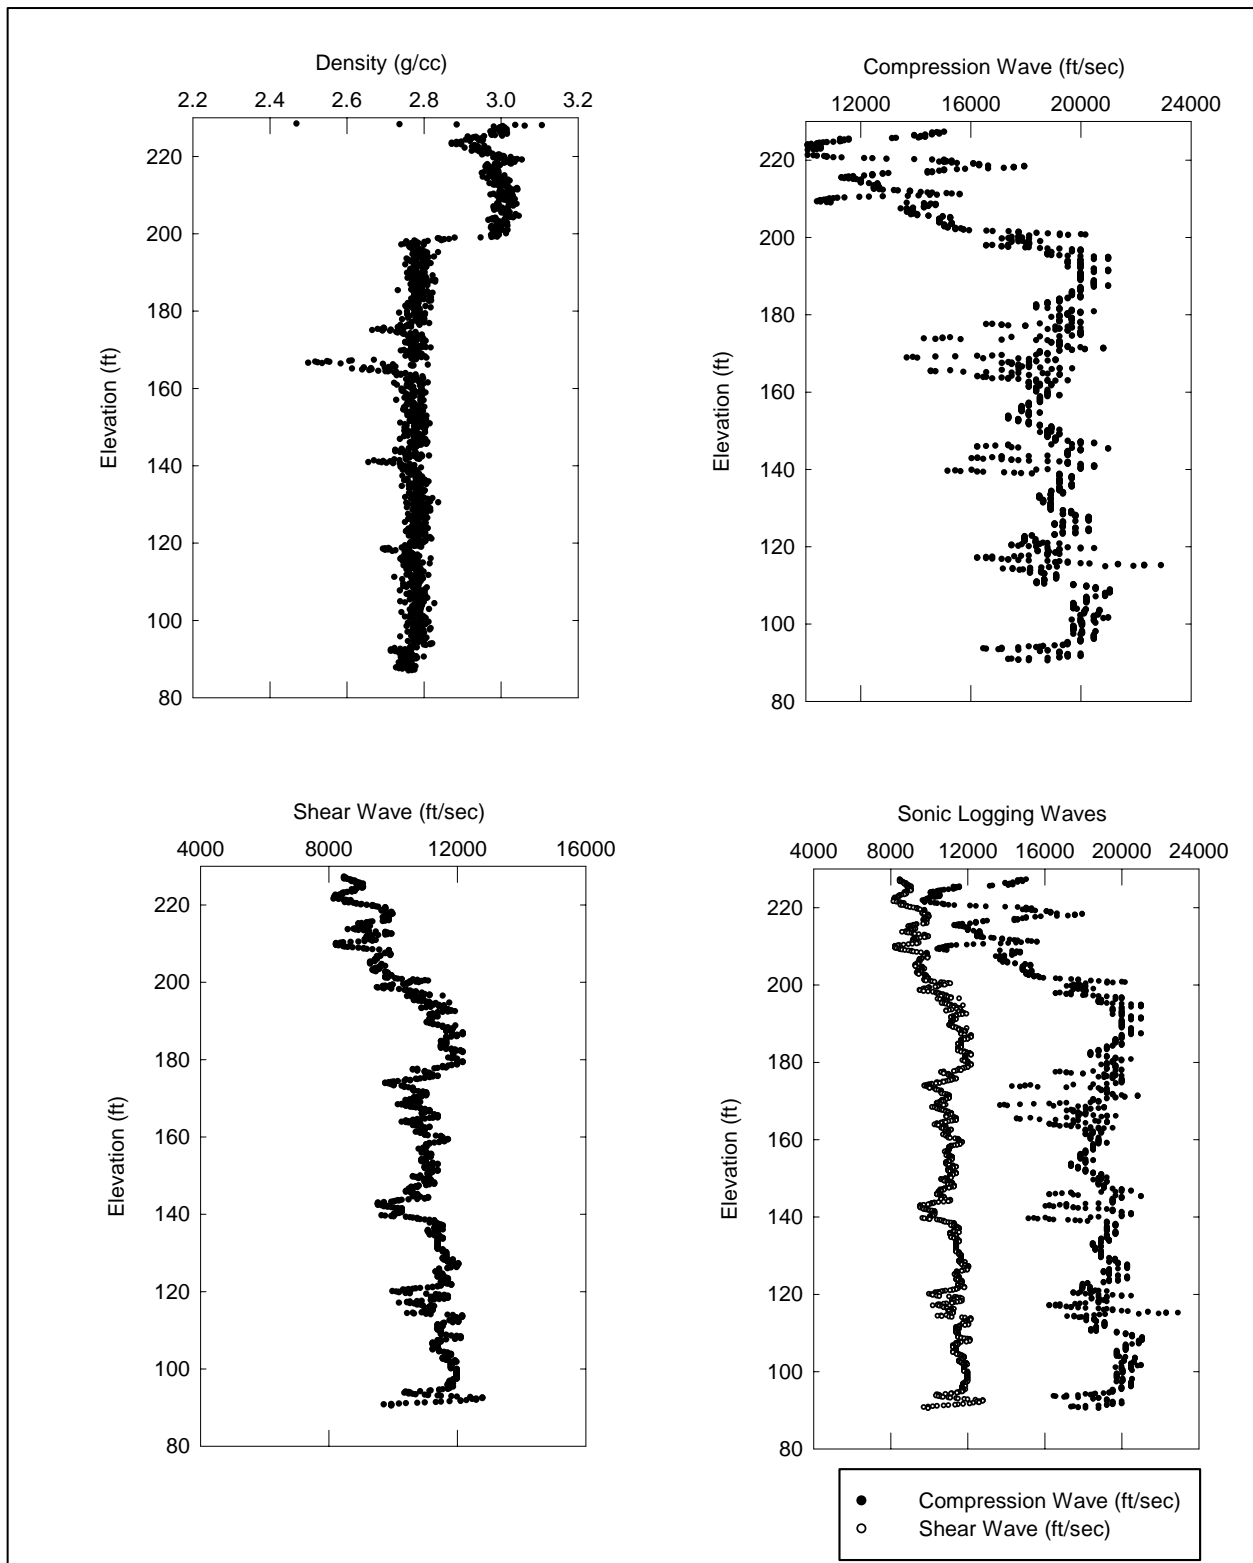 Density (g/cc)
2.2 2.4 2.6 2.8 3.0 3.2
Elevation (ft)
220
200
180
160
140
120
100
80
Compression Wave (ft/sec)
12000 16000 20000 24000
Elevation (ft)
220
200
180
160
140
120
100
80
Shear Wave (ft/sec)
4000 8000 12000 16000
Elevation (ft)
220
200
180
160
140
120
100
80
Sonic Logging Waves
4000 8000 12000 16000 20000 24000
Elevation (ft)
220
200
180
160
140
120
100
80
Compression Wave (ft/sec)
Shear Wave (ft/sec)